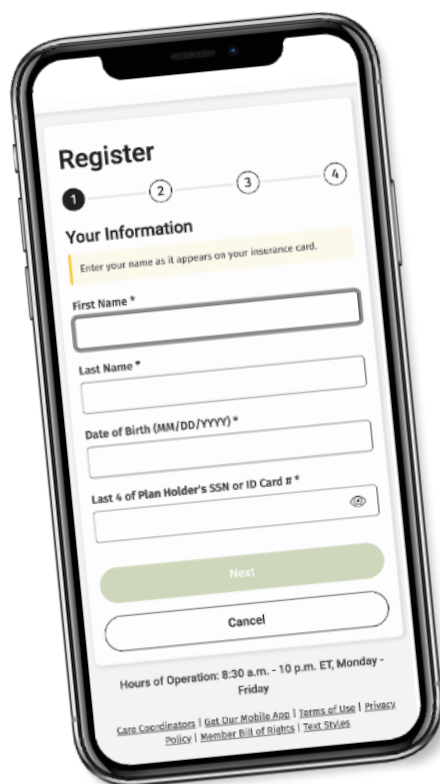 Register
1 2 3 4
Your Information
Enter your name as it appears on your insurance card.
First Name *
Last Name *
Date of Birth (MM/DD/YYYY) *
Last 4 of Plan Holder's SSN or ID Card # *
Next
Cancel
Hours of Operation: 8:30 a.m. - 10 p.m. ET, Monday -
Friday
Care Coordinators | Get Our Mobile App | Terms of Use | Privacy
Policy | Member Bill of Rights | Text Styles